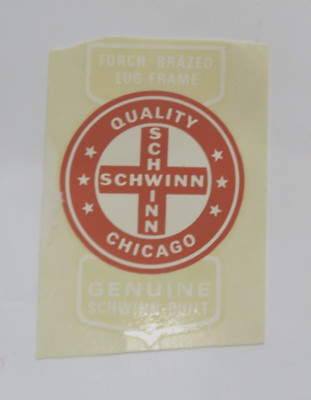 TORCH-BRAZED
LUG FRAME
QUALITY
SCHWINN
SCHWINN
CHICAGO
GENUINE
SCHWINN-BUILT